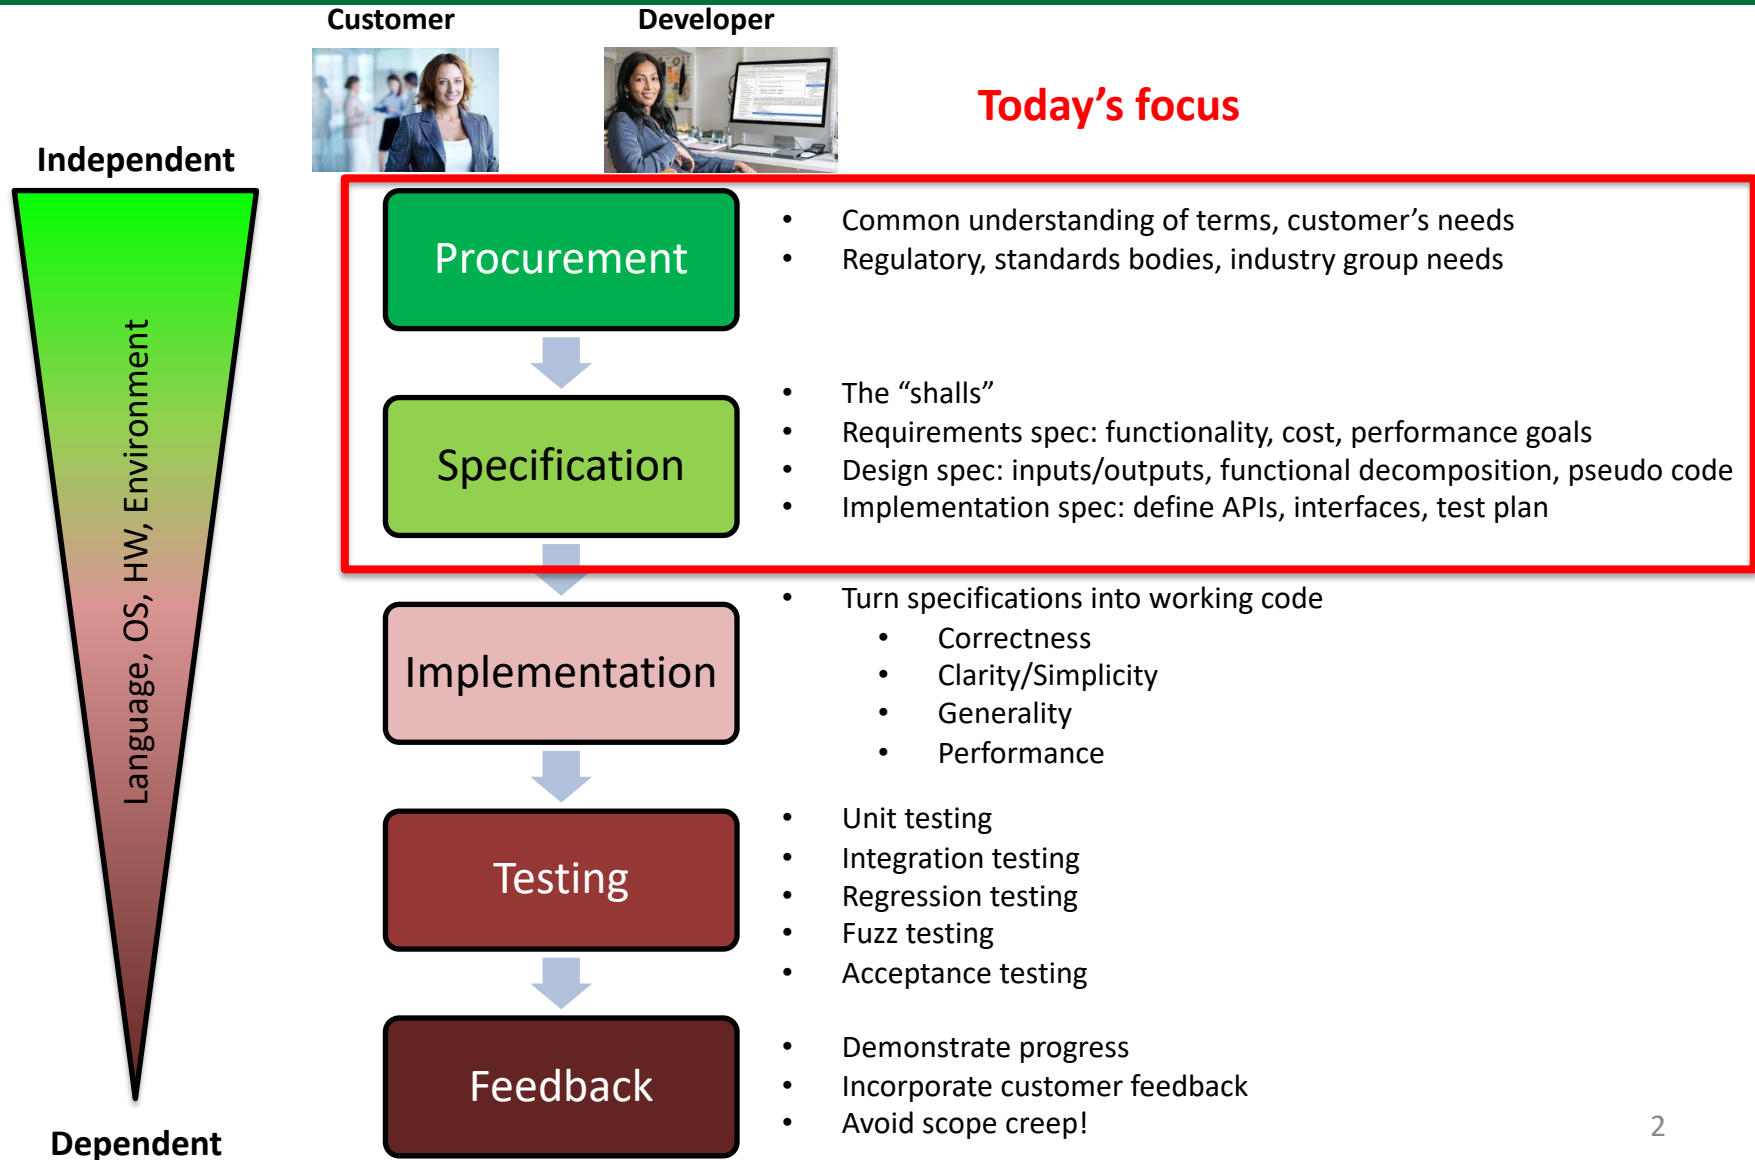 Customer
Developer
Today’s focus
Independent
Language, OS, HW, Environment
Dependent
Procurement
• Common understanding of terms, customer’s needs
• Regulatory, standards bodies, industry group needs
Specification
• The “shalls”
• Requirements spec: functionality, cost, performance goals
• Design spec: inputs/outputs, functional decomposition, pseudo code
• Implementation spec: define APIs, interfaces, test plan
Implementation
• Turn specifications into working code
• Correctness
• Clarity/Simplicity
• Generality
• Performance
Testing
• Unit testing
• Integration testing
• Regression testing
• Fuzz testing
• Acceptance testing
Feedback
• Demonstrate progress
• Incorporate customer feedback
• Avoid scope creep!
2